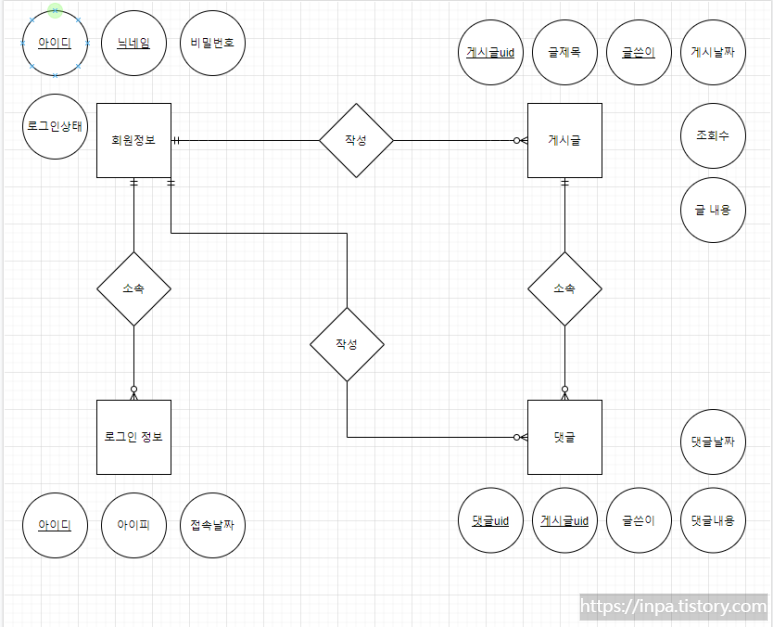 아이디
닉네임
비밀번호
게시글uid
글제목
글쓴이
게시날짜
로그인상태
회원정보
작성
게시글
조회수
글 내용
소속
소속
작성
로그인 정보
댓글
댓글날짜
아이디
아이피
접속날짜
댓글uid
게시글uid
글쓴이
댓글내용
https://inpa.tistory.com